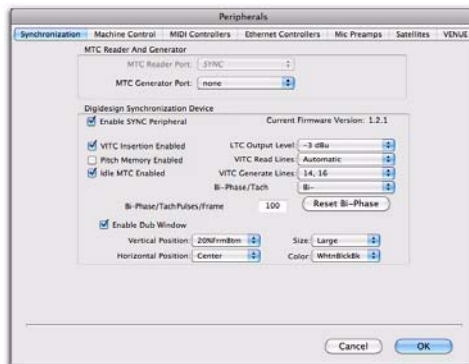 Peripherals
Synchronization Machine Control MIDI Controllers Ethernet Controllers Mic Preamps Satellites VENUE
MTC Reader And Generator
MTC Reader Port: SYNC
MTC Generator Port: none
Digidesign Synchronization Device
Enable SYNC Peripheral Current Firmware Version: 1.2.1
VITC Insertion Enabled LTC Output Level: -3 dBu
Pitch Memory Enabled VITC Read Lines: Automatic
Idle MTC Enabled VITC Generate Lines: 14, 16
Bi-Phase/Tach Bi-
Bi-Phase/TachPulses/Frame 100 Reset Bi-Phase
Enable Dub Window
Vertical Position: 20%FrmBtm Size: Large
Horizontal Position: Center Color: WhtnBlckBk
Cancel OK